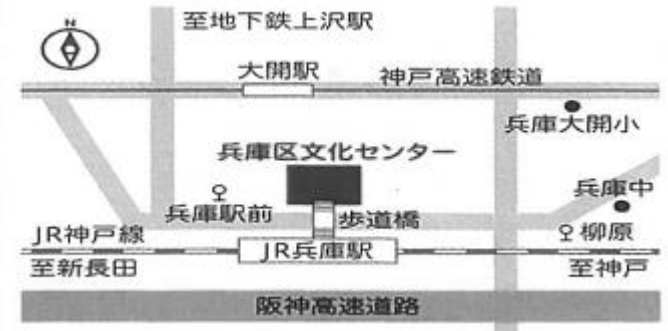 N
至地下鉄上沢駅
大開駅
神戸高速鉄道
兵庫大開小
兵庫区文化センター
兵庫中
兵庫駅前
歩道橋
柳原
JR神戸線
JR兵庫駅
至新長田
至神戸
阪神高速道路